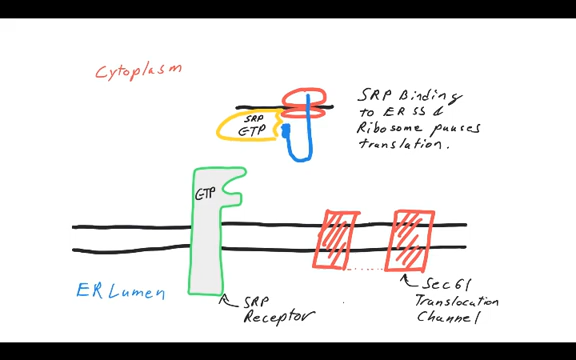 Cytoplasm
SRP Binding
to ER SS &
Ribosome pauses
translation.
SRP
GTP
GTP
ER Lumen
SRP
Receptor
Sec61
Translocation
Channel